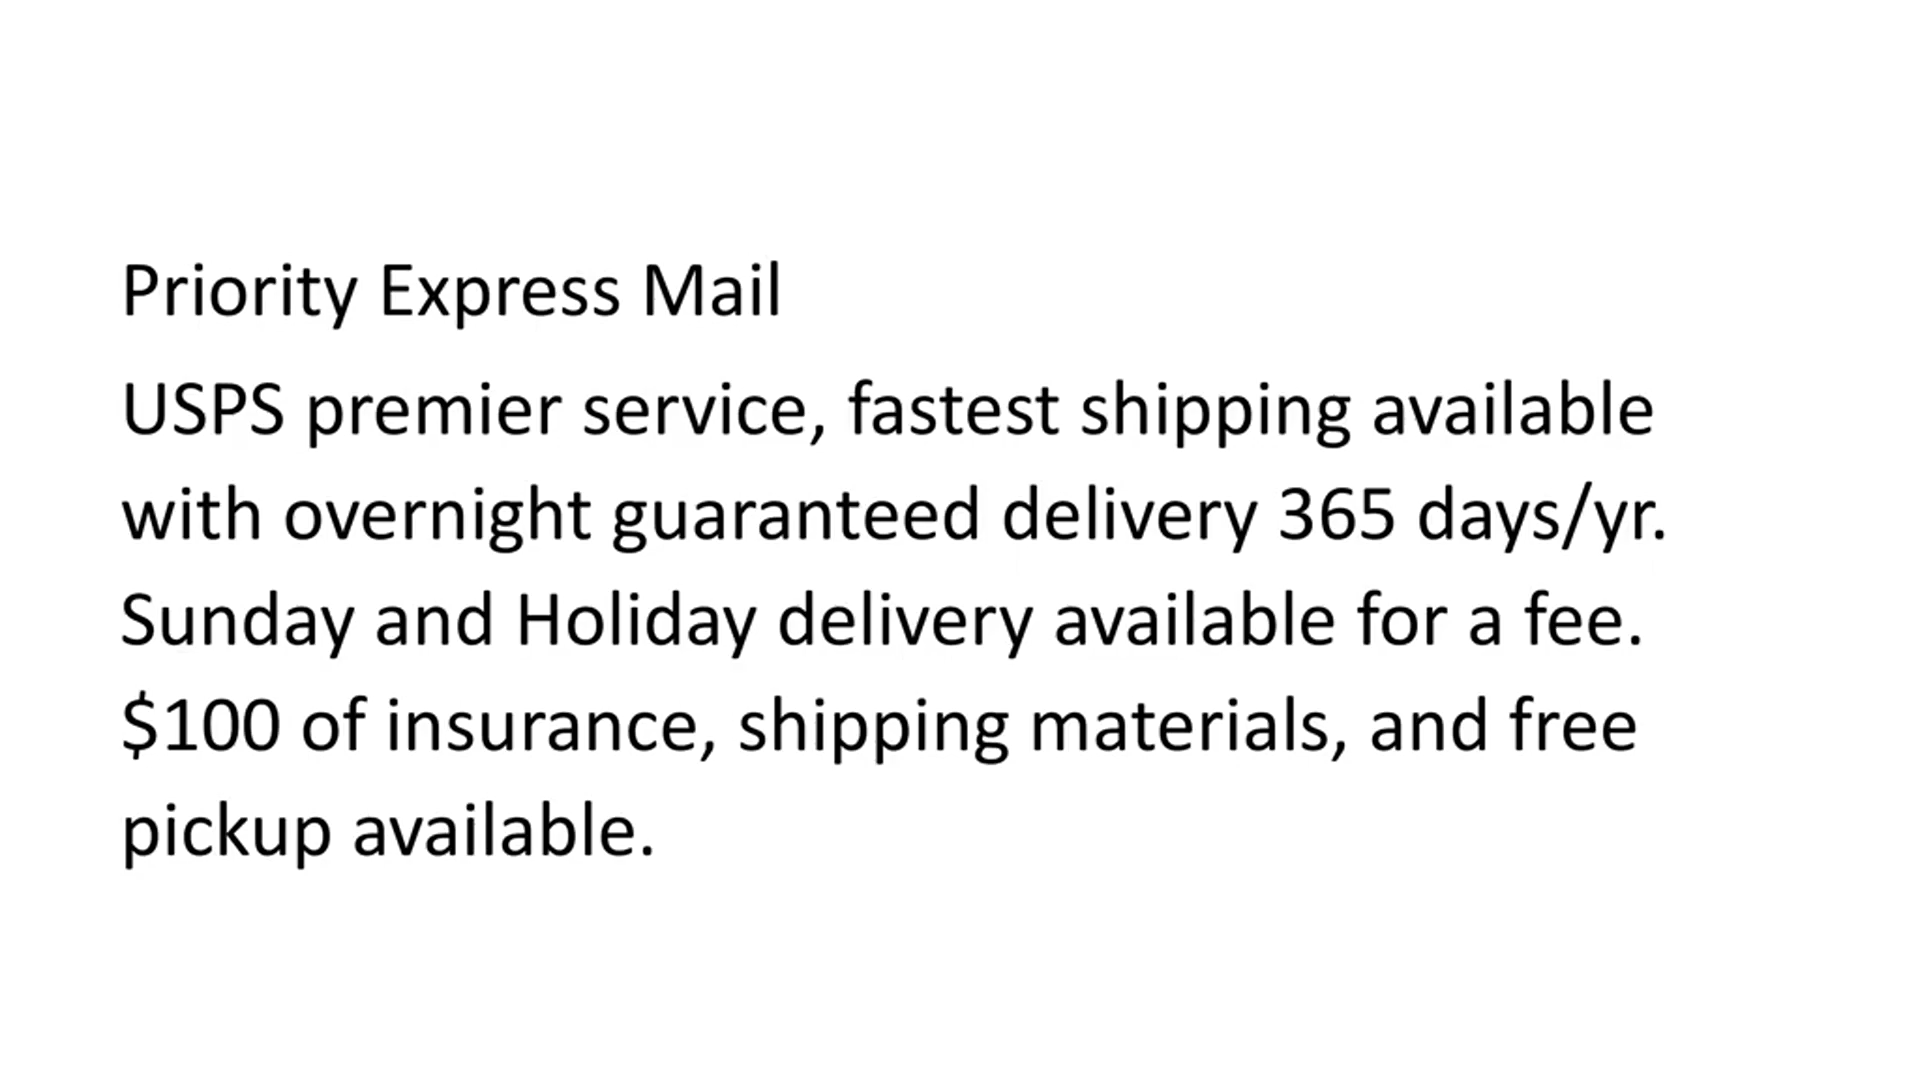 Priority Express Mail
USPS premier service, fastest shipping available
with overnight guaranteed delivery 365 days/yr.
Sunday and Holiday delivery available for a fee.
$100 of insurance, shipping materials, and free
pickup available.